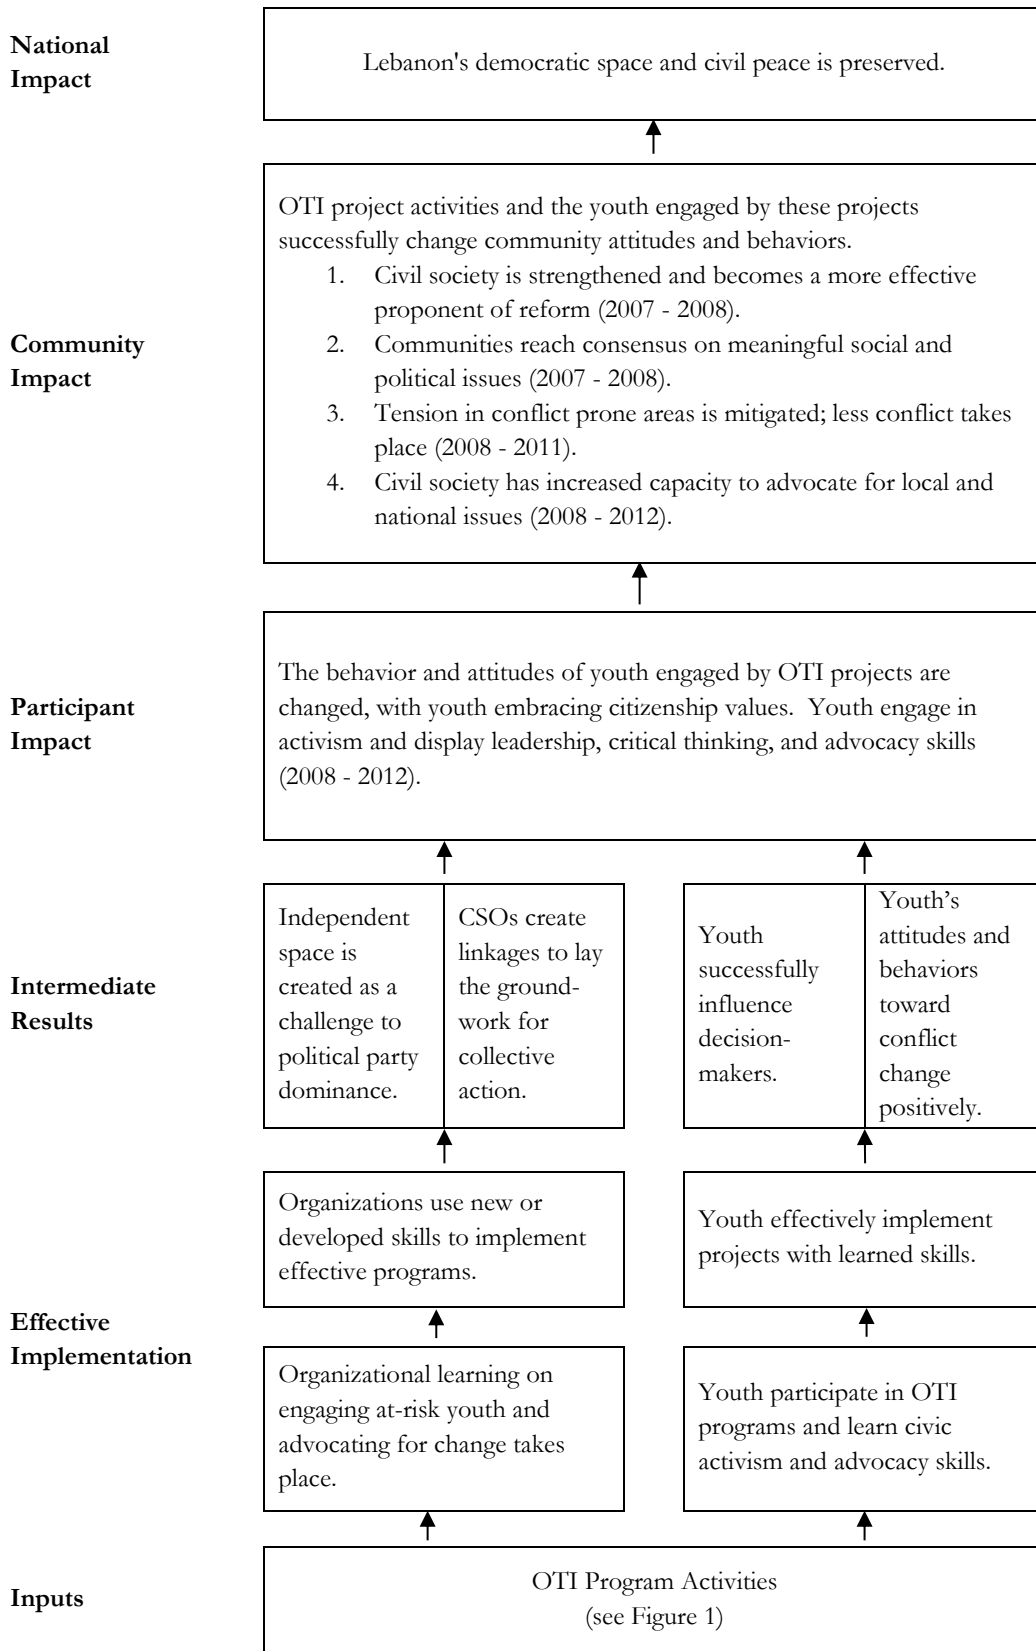 National
Impact
Lebanon's democratic space and civil peace is preserved.
Community
Impact
OTI project activities and the youth engaged by these projects
successfully change community attitudes and behaviors.
1. Civil society is strengthened and becomes a more effective
proponent of reform (2007 - 2008).
2. Communities reach consensus on meaningful social and
political issues (2007 - 2008).
3. Tension in conflict prone areas is mitigated; less conflict takes
place (2008 - 2011).
4. Civil society has increased capacity to advocate for local and
national issues (2008 - 2012).
Participant
Impact
The behavior and attitudes of youth engaged by OTI projects are
changed, with youth embracing citizenship values.  Youth engage in
activism and display leadership, critical thinking, and advocacy skills
(2008 - 2012).
Intermediate
Results
Independent
space is
created as a
challenge to
political party
dominance.
CSOs create
linkages to lay
the ground-
work for
collective
action.
Youth
successfully
influence
decision-
makers.
Youth’s
attitudes and
behaviors
toward
conflict
change
positively.
Effective
Implementation
Organizations use new or
developed skills to implement
effective programs.
Youth effectively implement
projects with learned skills.
Organizational learning on
engaging at-risk youth and
advocating for change takes
place.
Youth participate in OTI
programs and learn civic
activism and advocacy skills.
Inputs
OTI Program Activities
(see Figure 1)